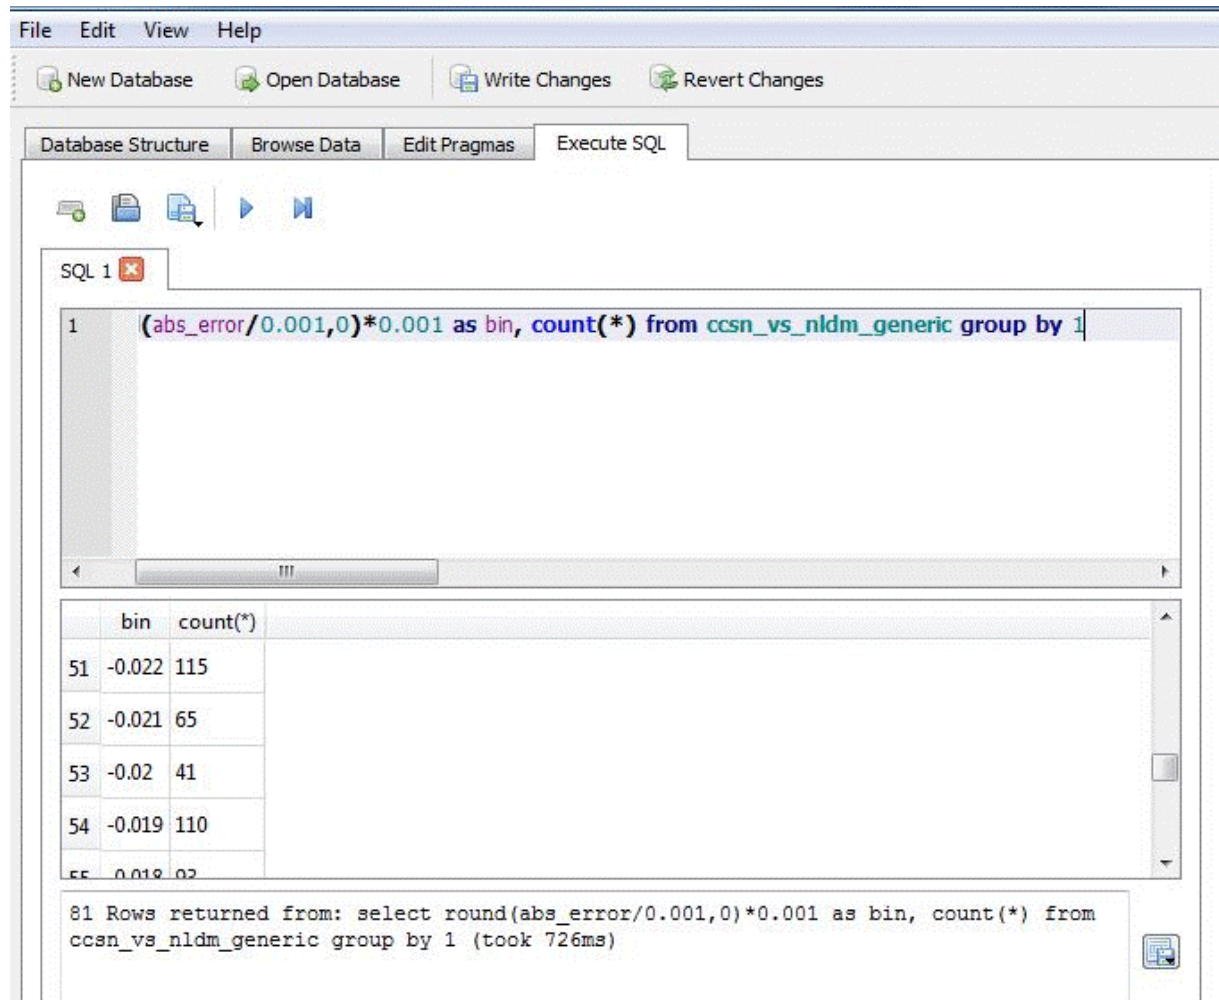 File Edit View Help
New Database Open Database Write Changes Revert Changes
Database Structure Browse Data Edit Pragmas Execute SQL
SQL 1
1 (abs_error/0.001,0)*0.001 as bin, count(*) from ccsn_vs_nldm_generic group by 1
bin count(*)
51 -0.022 115
52 -0.021 65
53 -0.02 41
54 -0.019 110
55 -0.018 93
81 Rows returned from: select round(abs_error/0.001,0)*0.001 as bin, count(*) from
ccsn_vs_nldm_generic group by 1 (took 726ms)